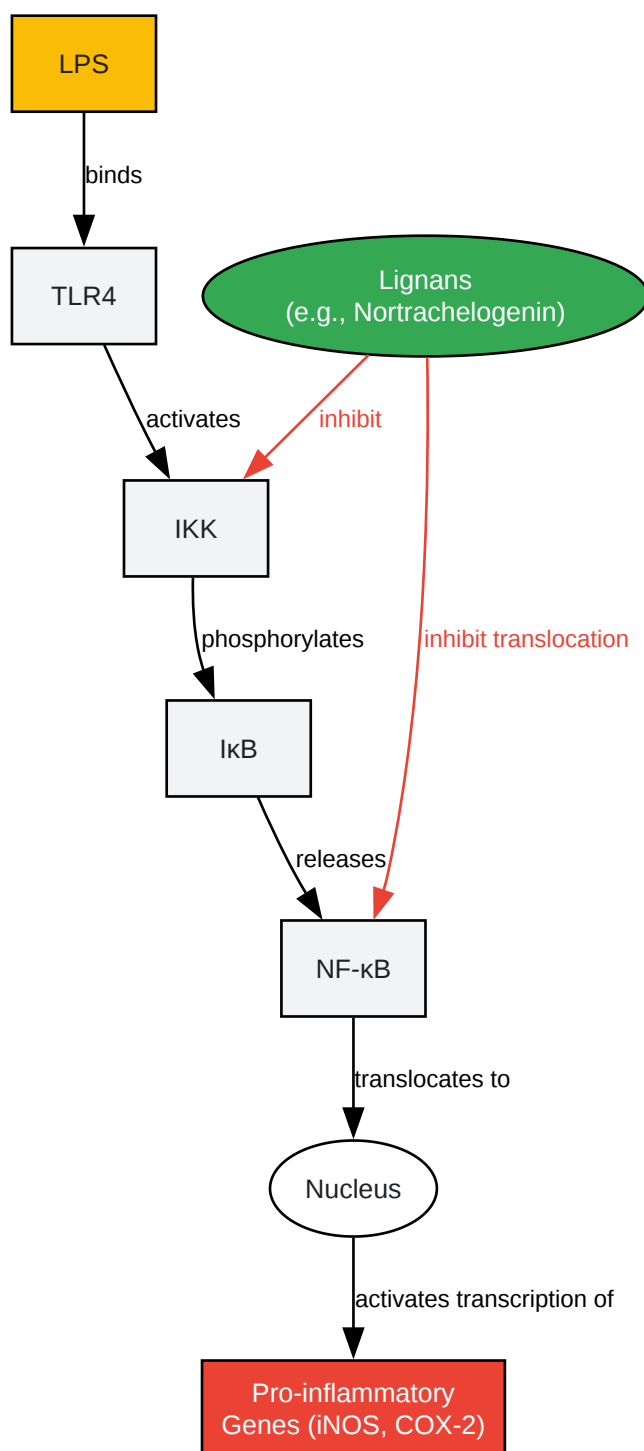 LPS
binds
TLR4
Lignans
(e.g., Nortrachelogenin)
activates
inhibit
IKK
phosphorylates
inhibit translocation
IκB
releases
NF-κB
translocates to
Nucleus
activates transcription of
Pro-inflammatory
Genes (iNOS, COX-2)